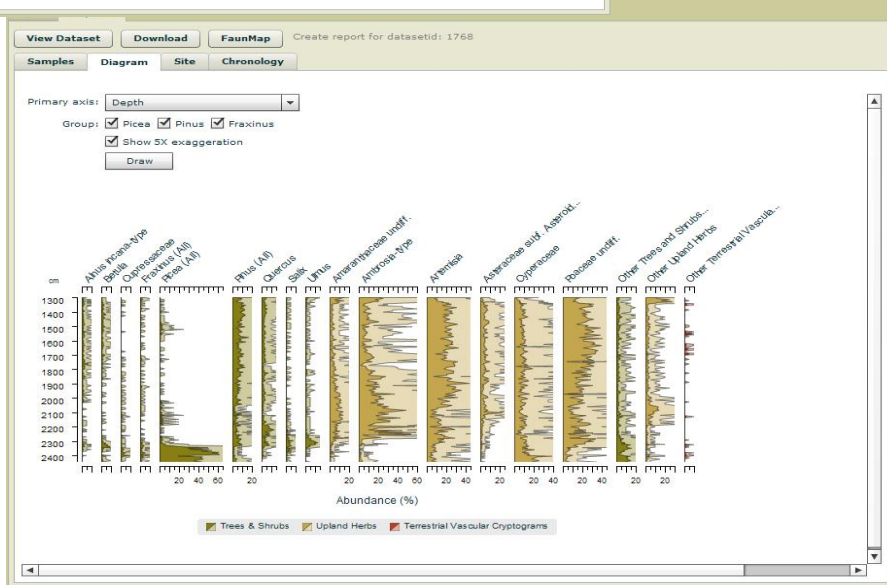 View Dataset Download FaunMap Create report for datasetid: 1768
Samples Diagram Site Chronology
Primary axis: Depth
Group: Picea Pinus Fraxinus
Show 5X exaggeration
Draw
cm Alnus incana-type Betula Cupressaceae Fraxinus (All) Picea (All) Pinus (All) Quercus Salix Ulmus Amaranthaceae undiff. Ambrosia-type Artemisia Asteraceae subf. Asteroid... Cyperaceae Poaceae undiff. Other Trees and Shrubs... Other Upland Herbs Other Terrestrial Vascula...
1300
1400
1500
1600
1700
1800
1900
2000
2100
2200
2300
2400
20 40 60 20 20 20 40 60 20 40 20 20 40 20 40 20 20
Abundance (%)
Trees & Shrubs Upland Herbs Terrestrial Vascular Cryptograms